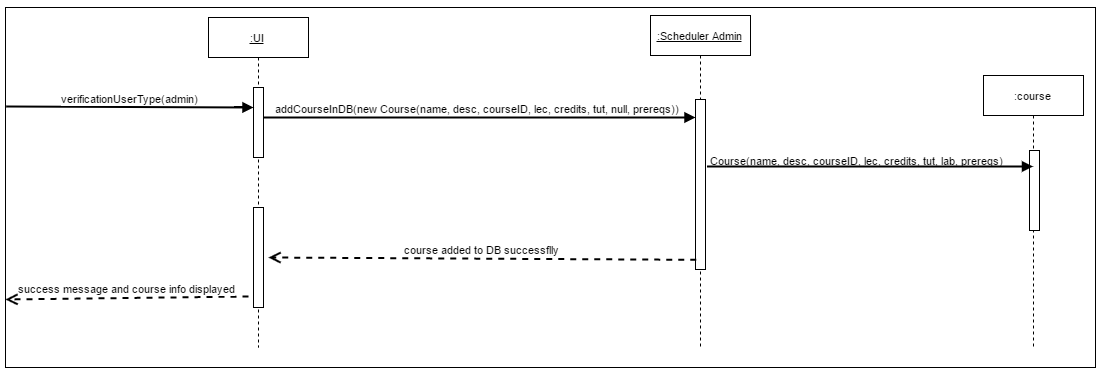 :UI
:Scheduler Admin
:course
verificationUserType(admin)
addCourseInDB(new Course(name, desc, courseID, lec, credits, tut, null, prereqs))
Course(name, desc, courseID, lec, credits, tut, lab, prereqs)
course added to DB successflly
success message and course info displayed